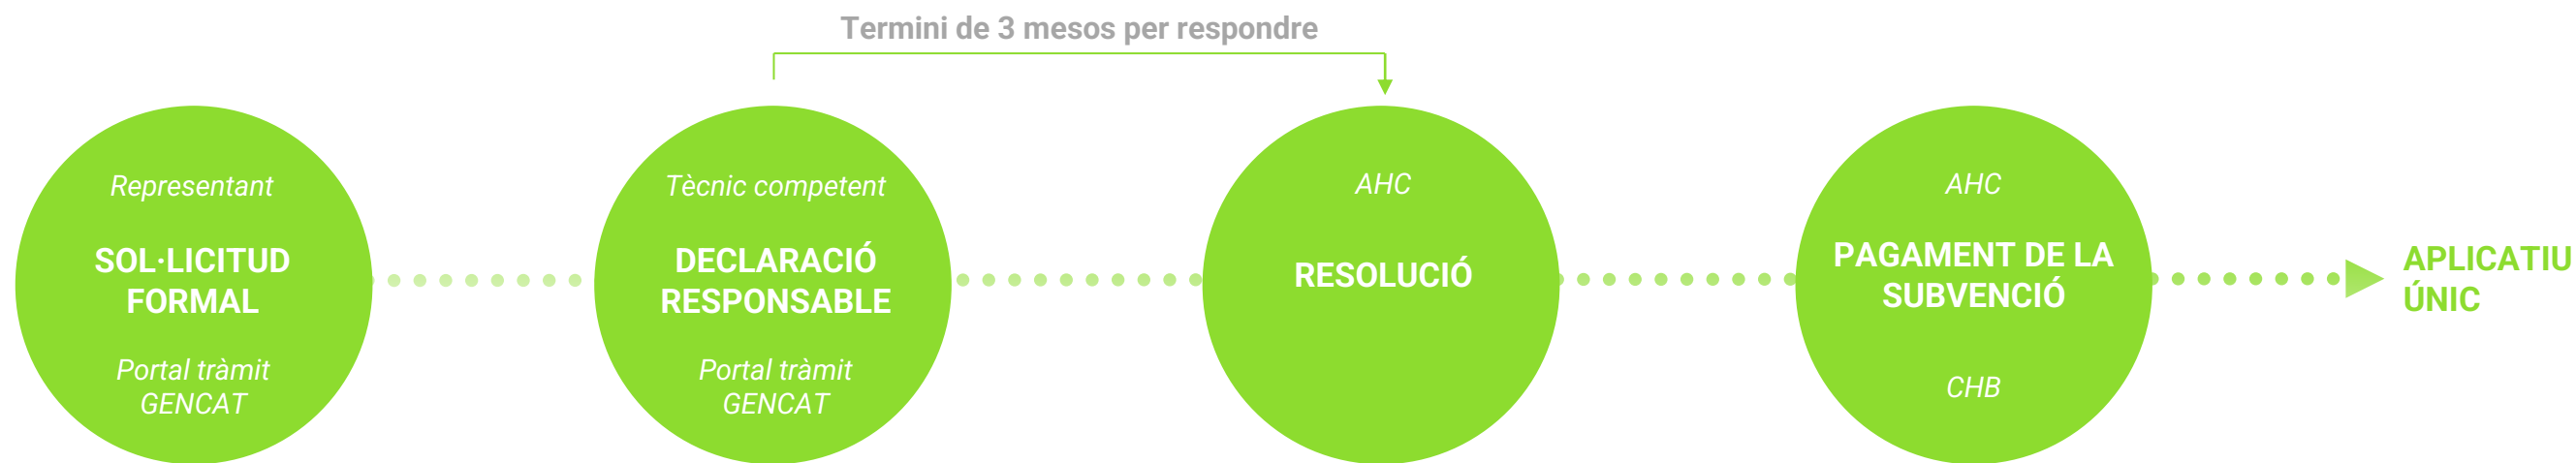 Termini de 3 mesos per respondre
Representant
SOL·LICITUD
FORMAL
Portal tràmit
GENCAT
Tècnic competent
DECLARACIÓ
RESPONSABLE
Portal tràmit
GENCAT
AHC
RESOLUCIÓ
AHC
PAGAMENT DE LA
SUBVENCIÓ
CHB
APLICATIU
ÚNIC